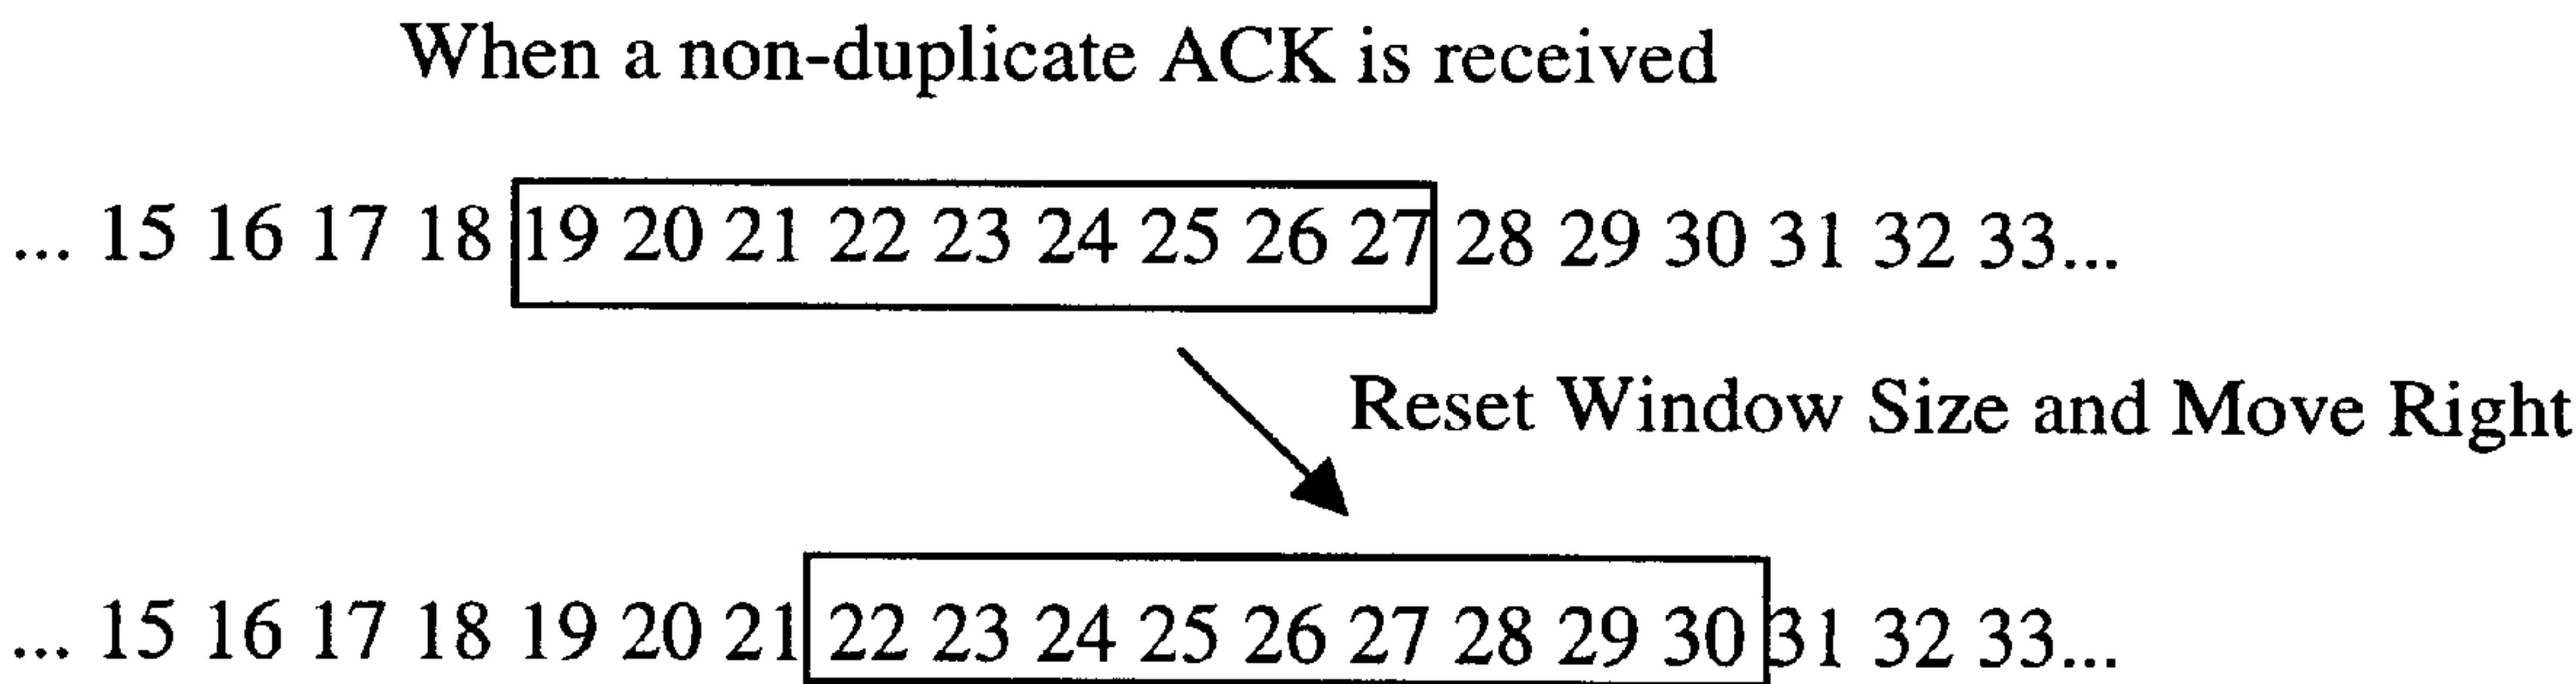 When a non-duplicate ACK is received
... 15 16 17 18 19 20 21 22 23 24 25 26 27 28 29 30 31 32 33...
Reset Window Size and Move Right
... 15 16 17 18 19 20 21 22 23 24 25 26 27 28 29 30 31 32 33...